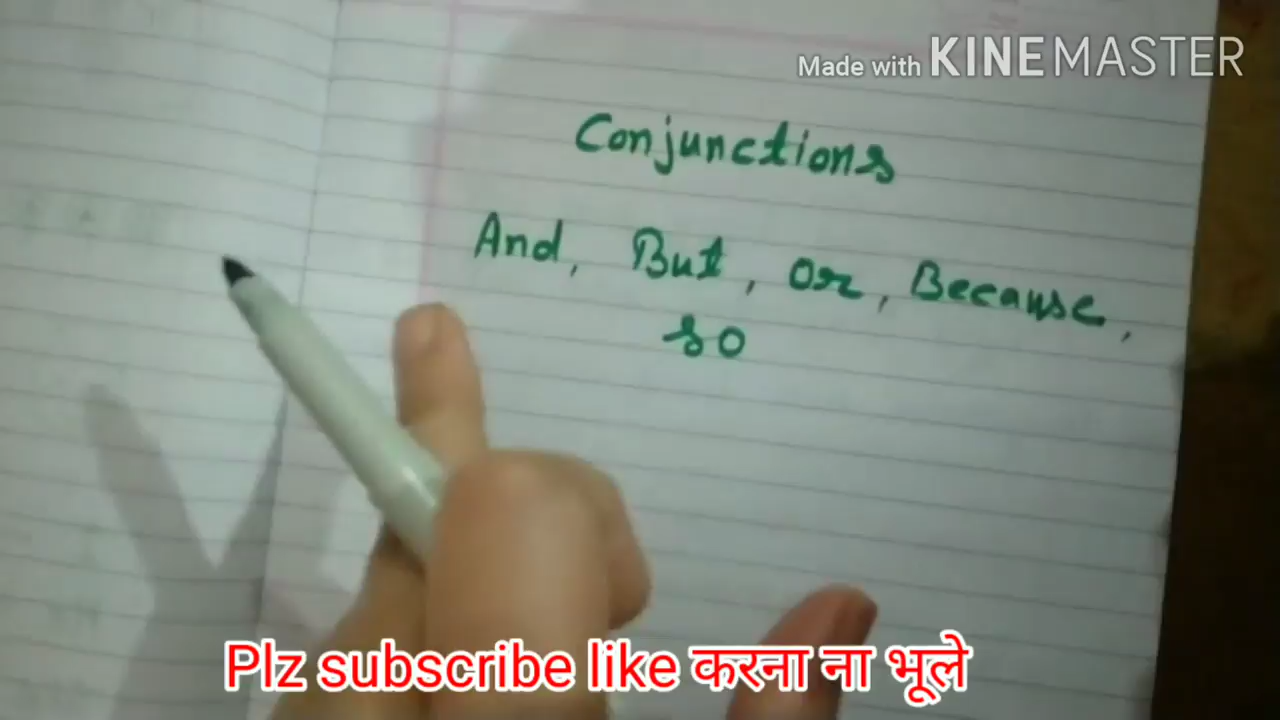 Made with KINEMASTER
Conjunctions
And, But, Or, Because,
so
Plz subscribe like करना ना भूले